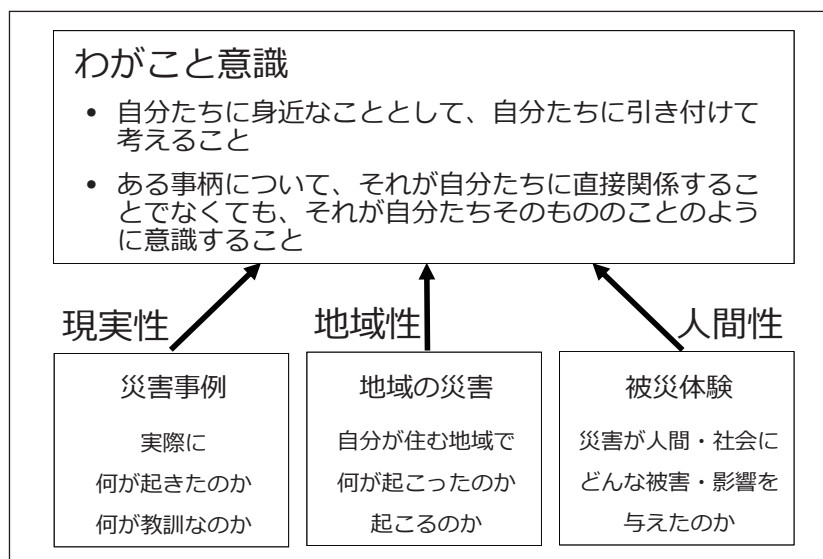 わがこと意識
• 自分たちに身近なこととして、自分たちに引き付けて
考えること
• ある事柄について、それが自分たちに直接関係するこ
とでなくても、それが自分たちそのもののことのよう
に意識すること
現実性
地域性
人間性
災害事例
実際に
何が起きたのか
何が教訓なのか
地域の災害
自分が住む地域で
何が起こったのか
起こるのか
被災体験
災害が人間・社会に
どんな被害・影響を
与えたのか